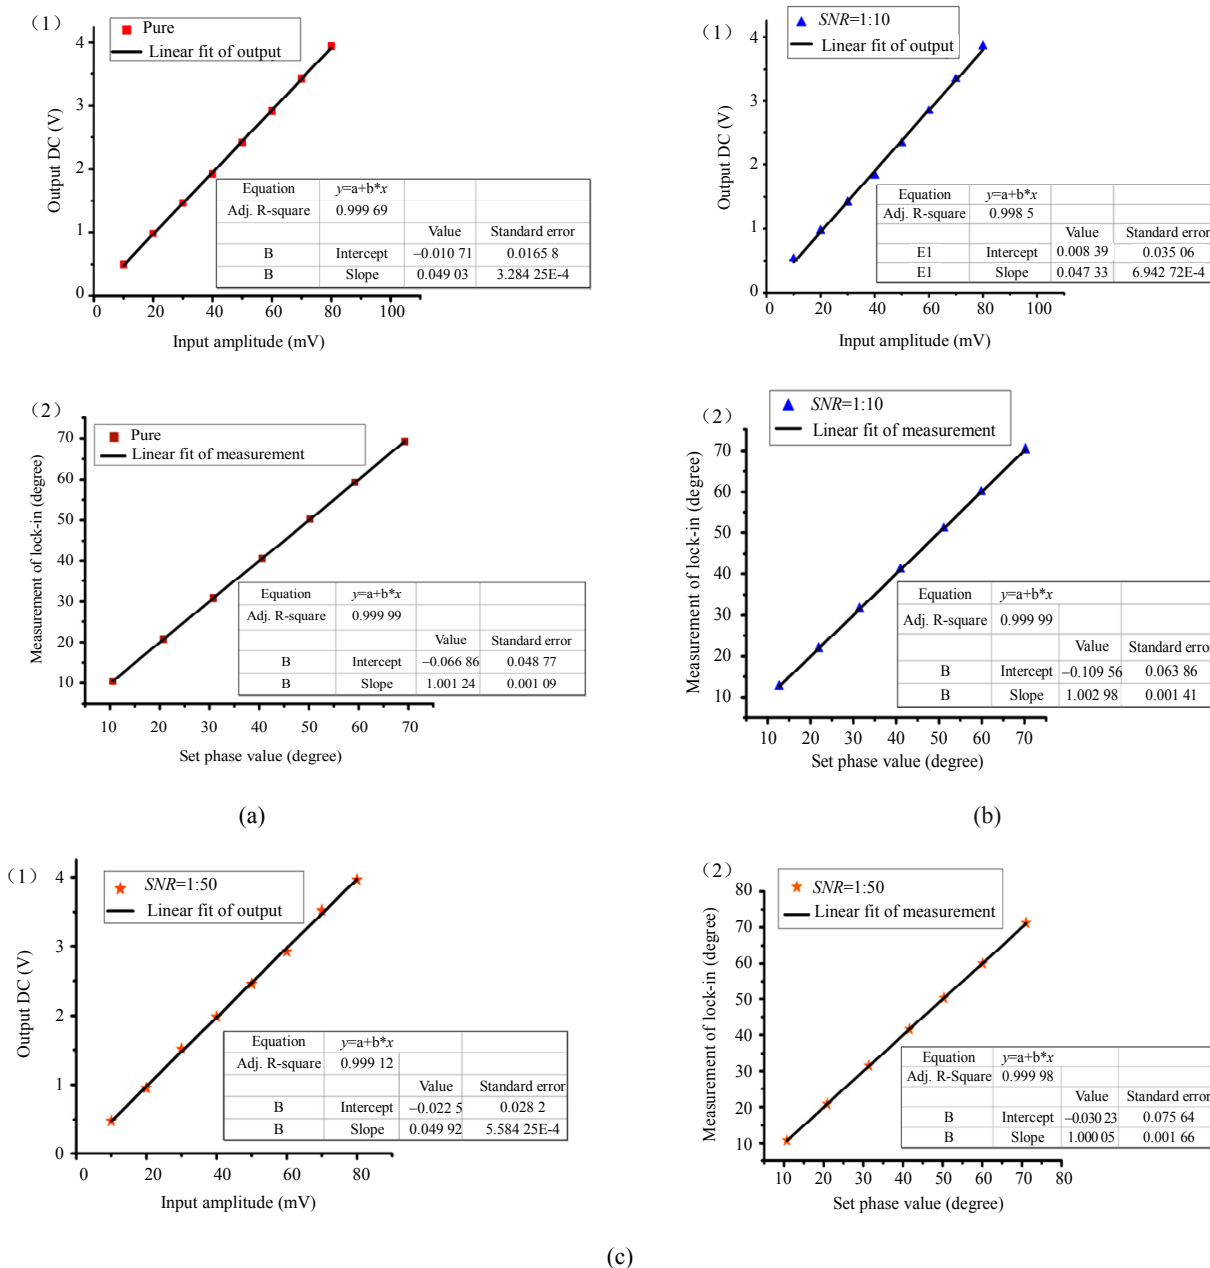 （1）
Pure
Linear fit of output
Output DC (V)
4
3
2
1
0
0 20 40 60 80 100
Input amplitude (mV)
Equation y=a+b*x
Adj. R-square 0.999 69
Value Standard error
B Intercept −0.010 71 0.0165 8
B Slope 0.049 03 3.284 25E-4
（1）
SNR=1:10
Linear fit of output
Output DC (V)
4
3
2
1
0
0 20 40 60 80 100
Input amplitude (mV)
Equation y=a+b*x
Adj. R-square 0.998 5
Value Standard error
E1 Intercept 0.008 39 0.035 06
E1 Slope 0.047 33 6.942 72E-4
（2）
Pure
Linear fit of measurement
Measurement of lock-in (degree)
70
60
50
40
30
20
10
10 20 30 40 50 60 70
Set phase value (degree)
Equation y=a+b*x
Adj. R-square 0.999 99
Value Standard error
B Intercept −0.066 86 0.048 77
B Slope 1.001 24 0.001 09
（2）
SNR=1:10
Linear fit of measurement
Measurement of lock-in (degree)
70
60
50
40
30
20
10
10 20 30 40 50 60 70
Set phase value (degree)
Equation y=a+b*x
Adj. R-square 0.999 99
Value Standard error
B Intercept −0.109 56 0.063 86
B Slope 1.002 98 0.001 41
(a)
(b)
（1）
SNR=1:50
Linear fit of output
Output DC (V)
4
3
2
1
0
0 20 40 60 80
Input amplitude (mV)
Equation y=a+b*x
Adj. R-square 0.999 12
Value Standard error
B Intercept −0.022 5 0.028 2
B Slope 0.049 92 5.584 25E-4
（2）
SNR=1:50
Linear fit of measurement
Measurement of lock-in (degree)
80
70
60
50
40
30
20
10
10 20 30 40 50 60 70 80
Set phase value (degree)
Equation y=a+b*x
Adj. R-Square 0.999 98
Value Standard error
B Intercept −0.030 23 0.075 64
B Slope 1.000 05 0.001 66
(c)